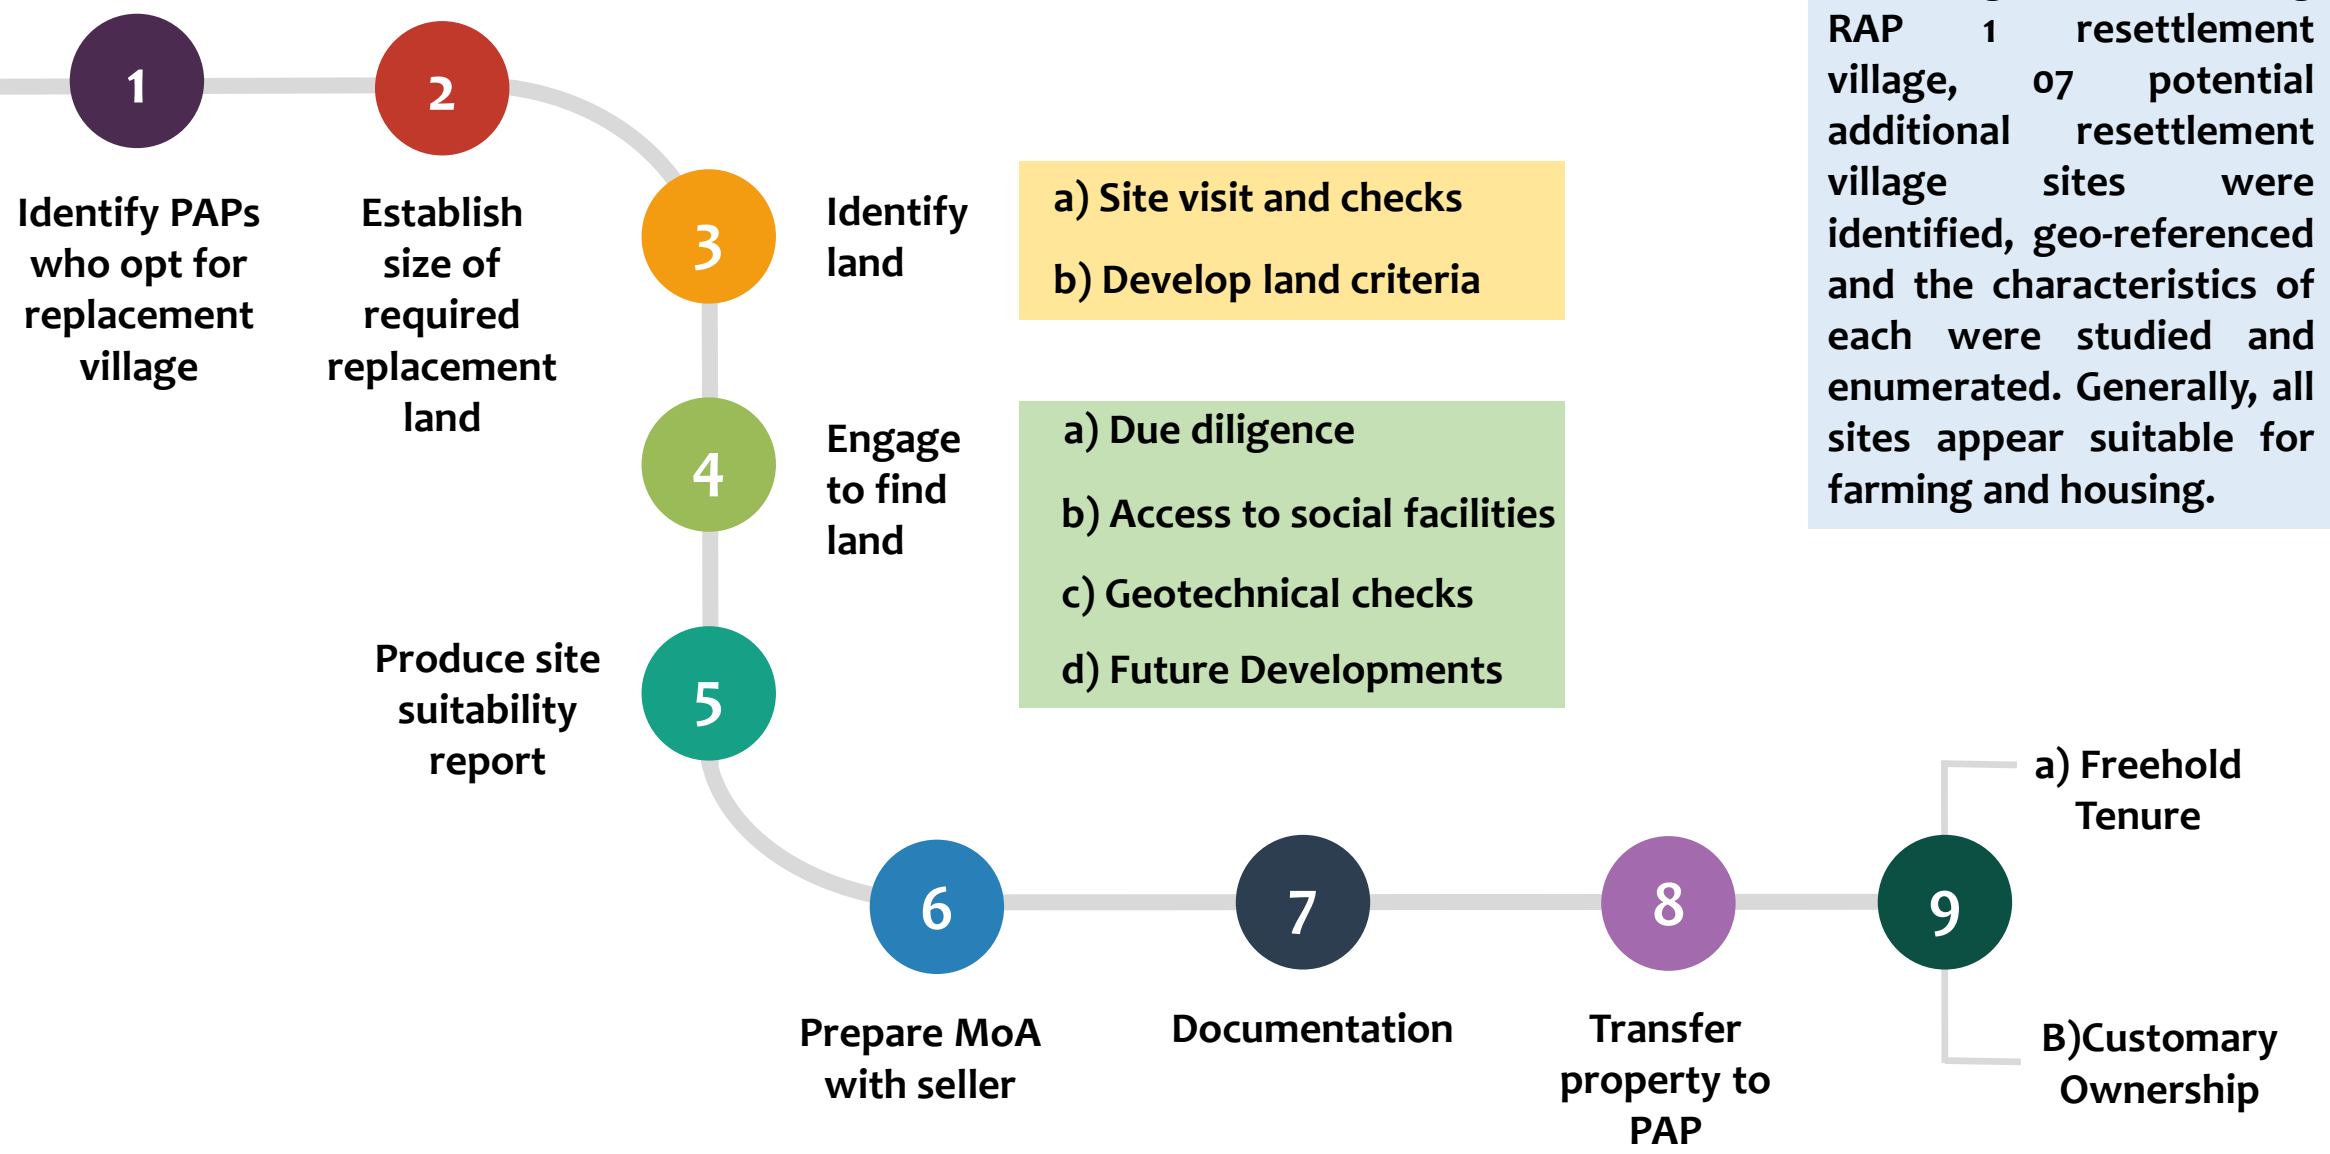 1
Identify PAPs
who opt for
replacement
village
2
Establish
size of
required
replacement
land
3
Identify
land
a) Site visit and checks
b) Develop land criteria
4
Engage
to find
land
a) Due diligence
b) Access to social facilities
c) Geotechnical checks
d) Future Developments
5
Produce site
suitability
report
6
Prepare MoA
with seller
7
Documentation
8
Transfer
property to
PAP
9
a) Freehold
Tenure
B)Customary
Ownership
RAP 1 resettlement
village, 07 potential
additional resettlement
village sites were
identified, geo-referenced
and the characteristics of
each were studied and
enumerated. Generally, all
sites appear suitable for
farming and housing.